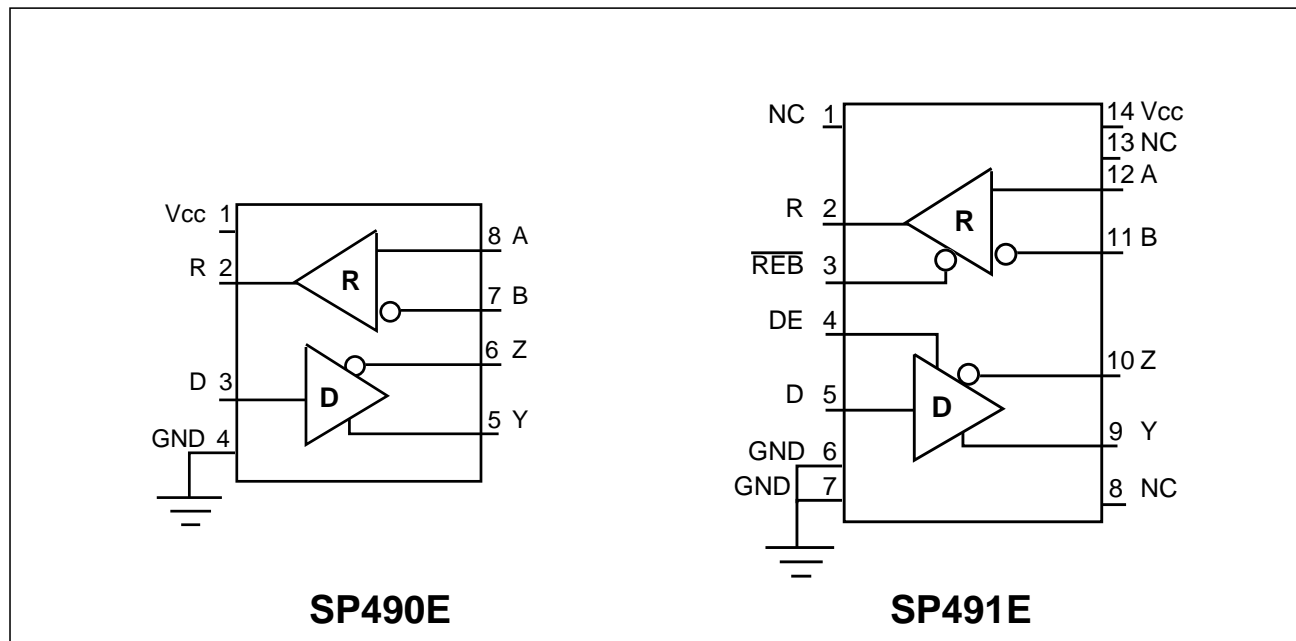 Vcc 1
R 2
D 3
GND 4
8 A
7 B
6 Z
5 Y
R
D
SP490E
NC 1
R 2
REB 3
DE 4
D 5
GND 6
GND 7
14 Vcc
13 NC
12 A
11 B
10 Z
9 Y
8 NC
R
D
SP491E